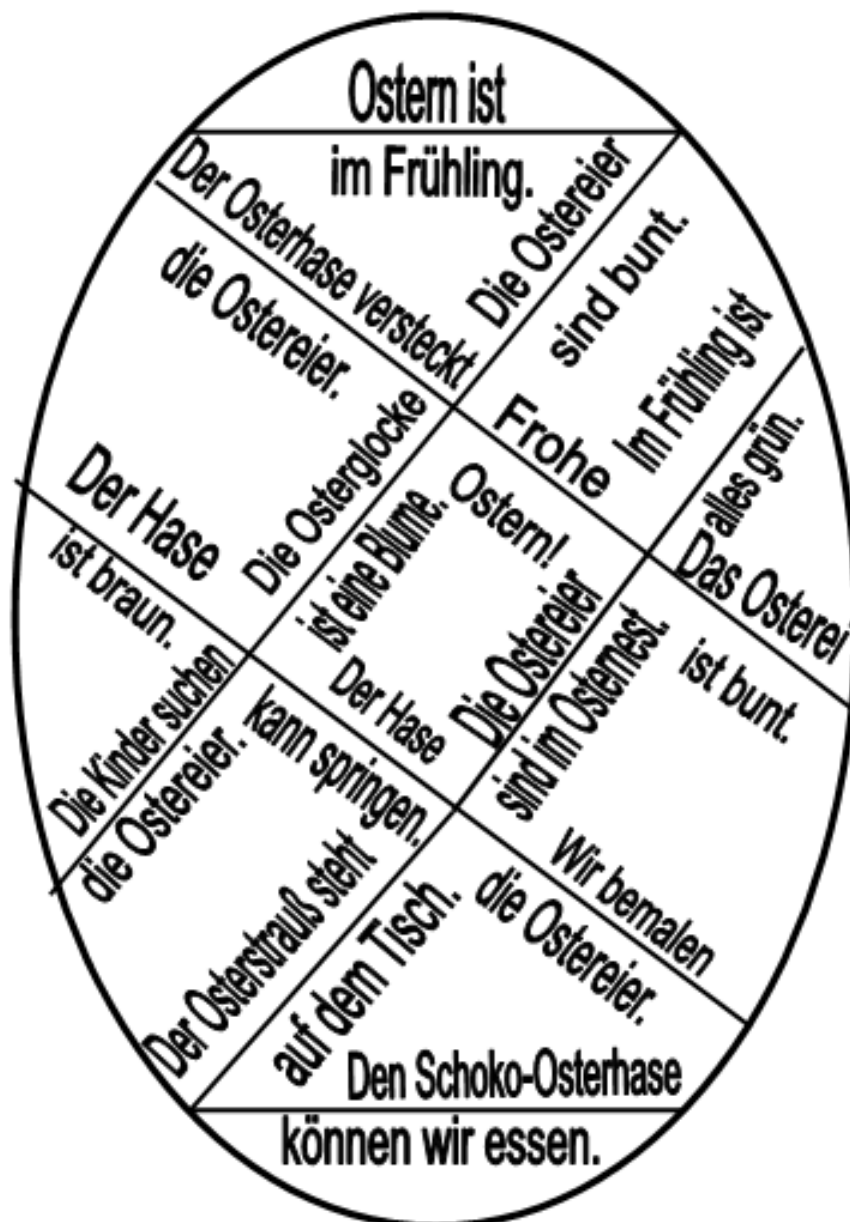 Ostern ist
im Frühling.
Der Osterhase versteckt
die Ostereier.
Die Ostereier
sind bunt.
Im Frühling ist
alles grün.
Frohe
Ostern!
Das Osterei
ist bunt.
Der Hase
ist braun.
Die Osterglocke
ist eine Blume.
Die Ostereier
sind im Osternest.
Der Hase
kann springen.
Die Kinder suchen
die Ostereier.
Wir bemalen
die Ostereier.
Der Osterstrauß steht
auf dem Tisch.
Den Schoko-Osterhase
können wir essen.